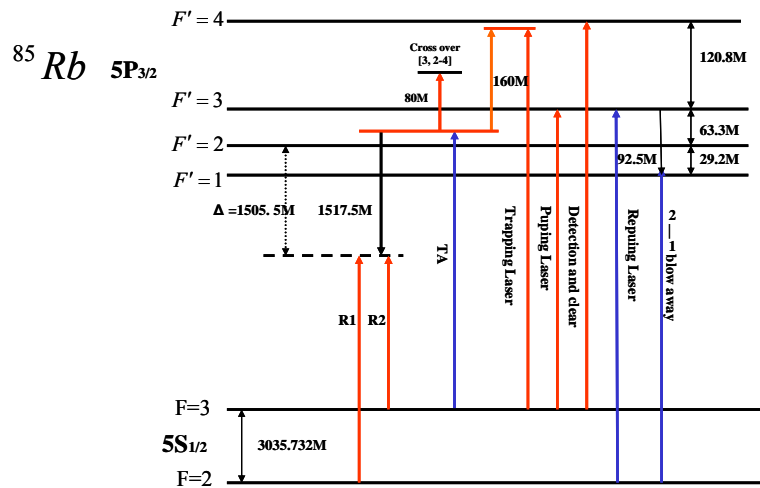 F′ = 4
Cross over
[3, 2-4]
120.8M
⁸⁵Rb 5P3/2
160M
80M
F′ = 3
63.3M
F′ = 2
92.5M
29.2M
F′ = 1
Δ =1505. 5M
1517.5M
TA
Trapping Laser
Puping Laser
Detection and clear
Repuing Laser
2—1 blow away
R1
R2
F=3
5S1/2
3035.732M
F=2